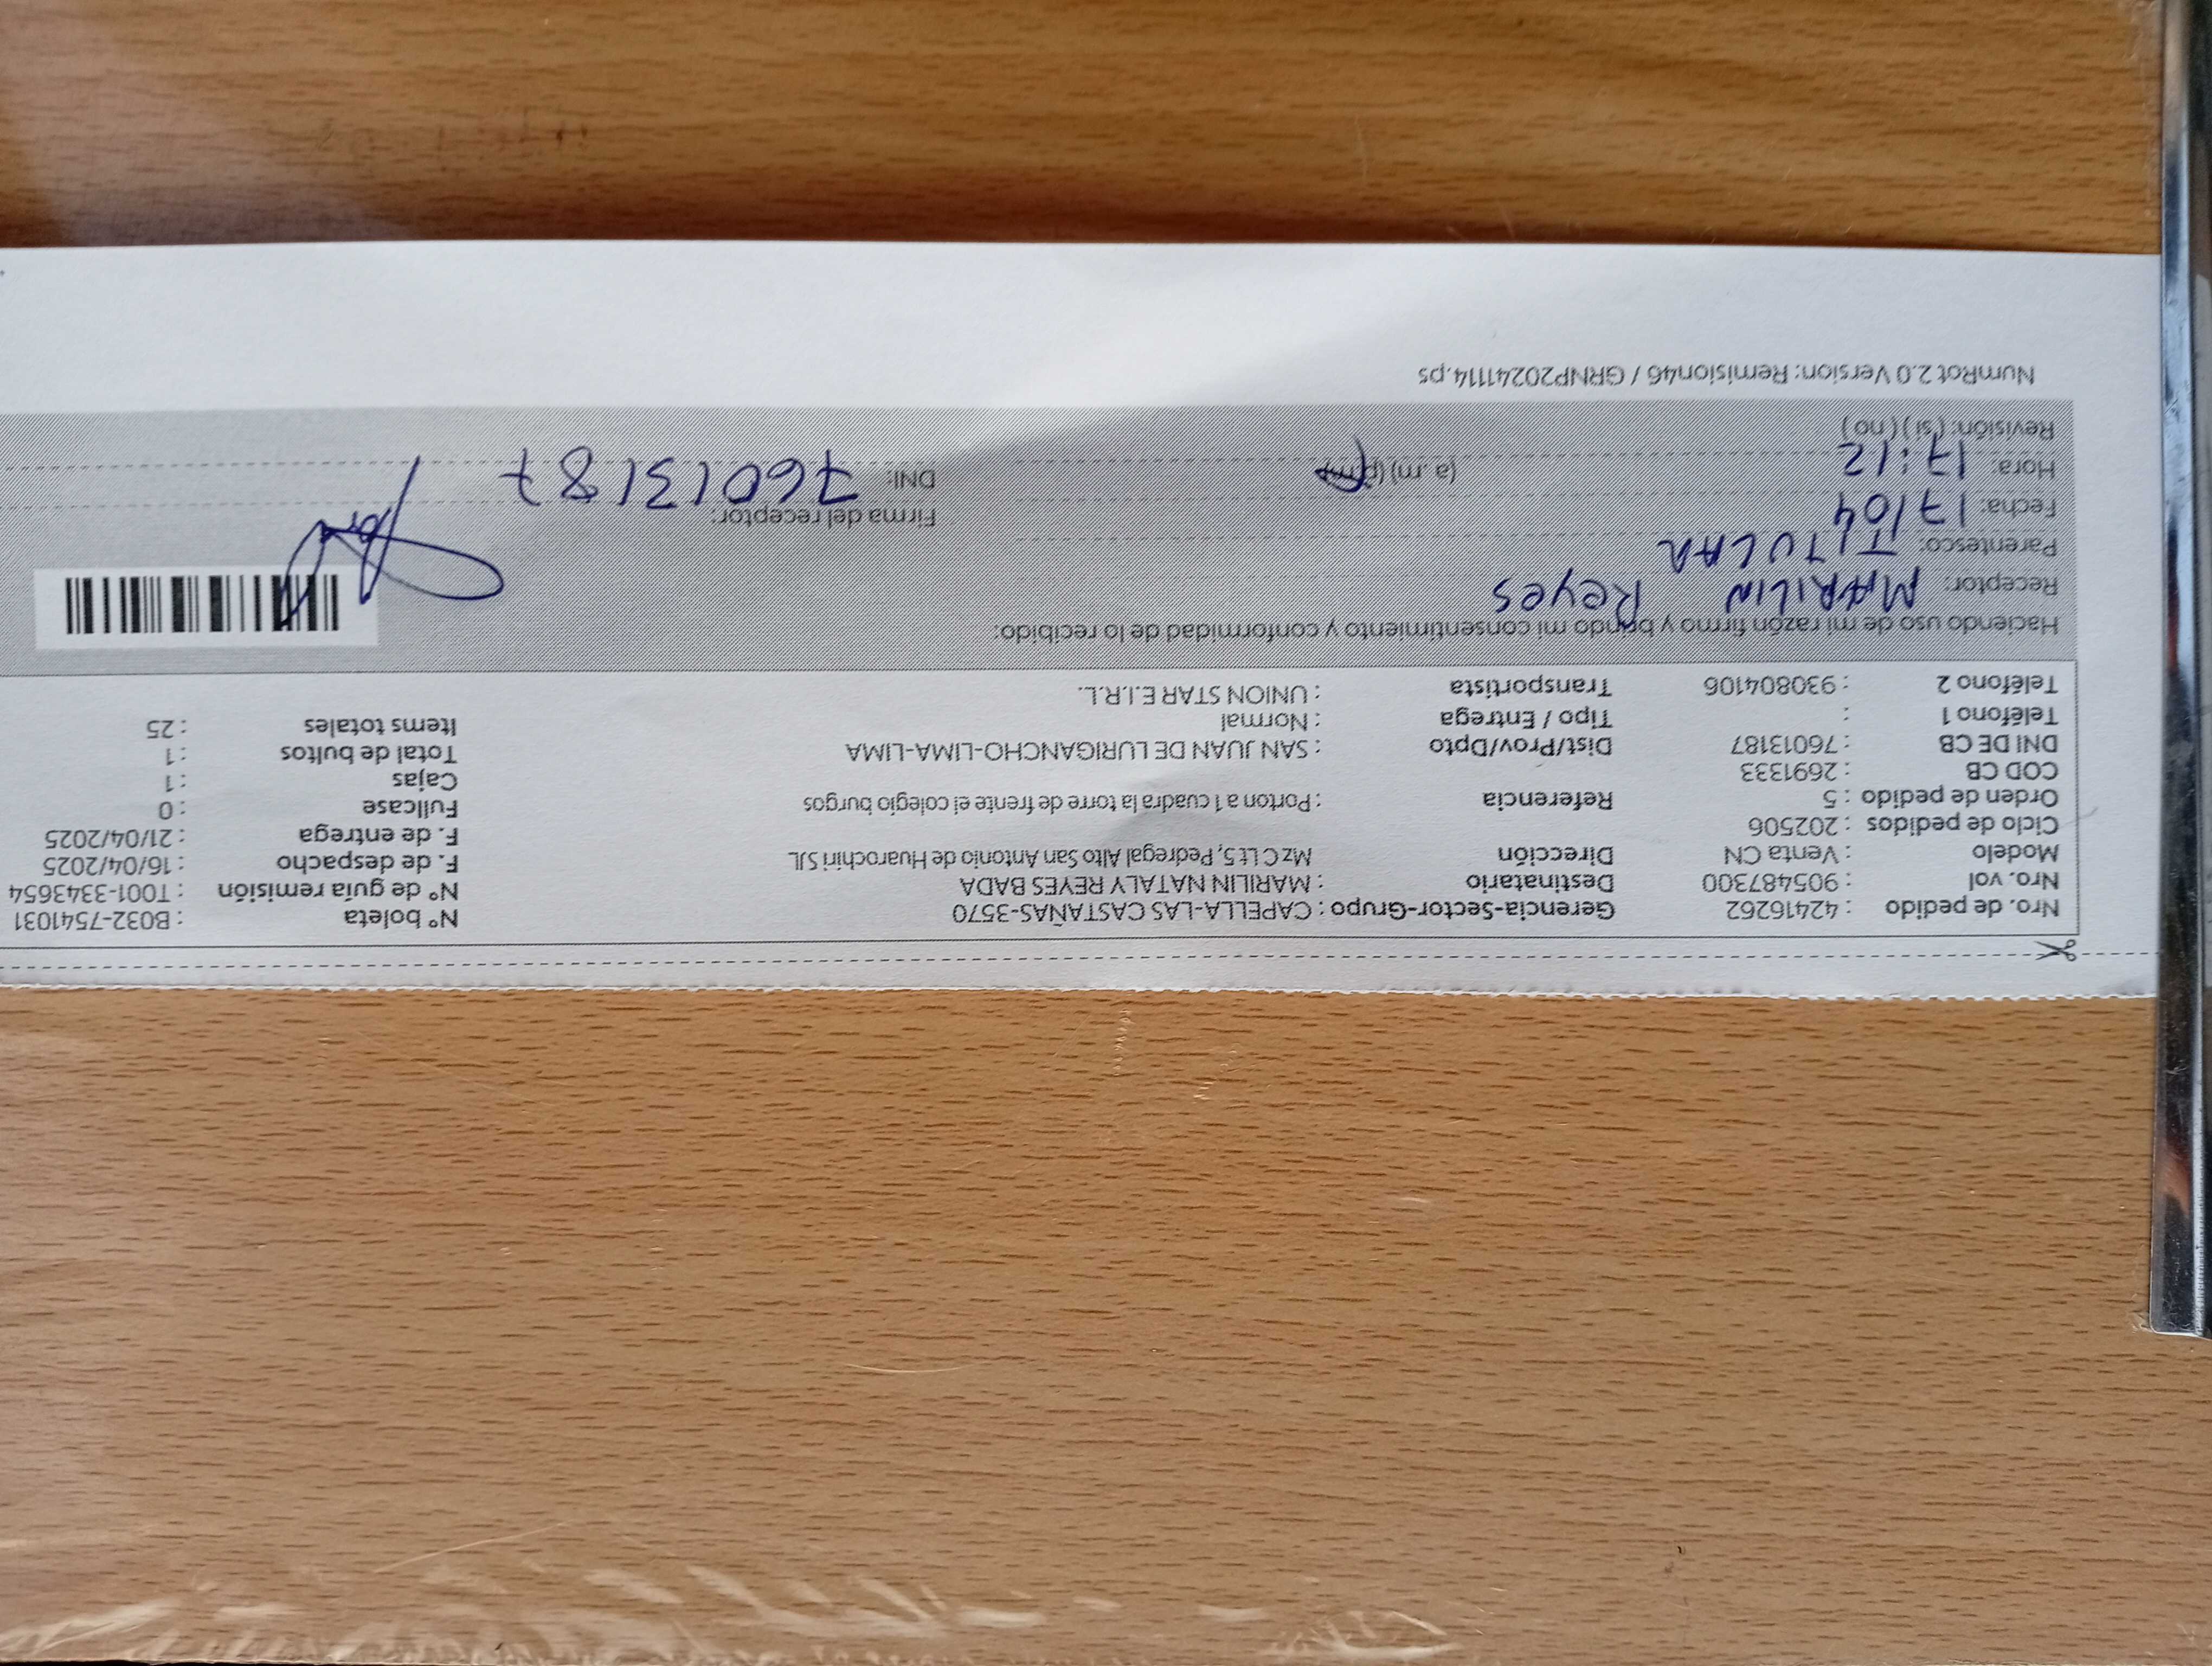 Nro. de pedido : 42416262 Gerencia-Sector-Grupo : CAPELLA-LAS CASTAÑAS-3570 N° boleta : B032-7541031
Nro. vol : 905487300 Destinatario : MARILIN NATALY REYES BADA N° de guía remisión : T001-3343654
Modelo : Venta CN Dirección Mz C Lt 5, Pedregal Alto San Antonio de Huarochiri SJL F. de despacho : 16/04/2025
Ciclo de pedidos : 202506 F. de entrega : 21/04/2025
Orden de pedido : 5 Referencia : Porton a 1 cuadra la torre de frente el colegio burgos Fullcase : 0
COD CB : 2691333 Cajas : 1
DNI DE CB : 76013187 Dist/Prov/Dpto : SAN JUAN DE LURIGANCHO-LIMA-LIMA Total de bultos : 1
Teléfono 1 : Tipo / Entrega : Normal Items totales : 25
Teléfono 2 : 930804106 Transportista : UNION STAR E.I.R.L.
Haciendo uso de mi razón firmo y brindo mi consentimiento y conformidad de lo recibido:
Receptor: MARILIN Reyes
Parentesco: TITULAR
Fecha: 17/04 Firma del receptor:
Hora: 17:12 (a.m) (p.m) DNI: 76013187
Revisión: (si) (no)
NumRot 2.0 Version: Remision46 / GRNP20241114.ps